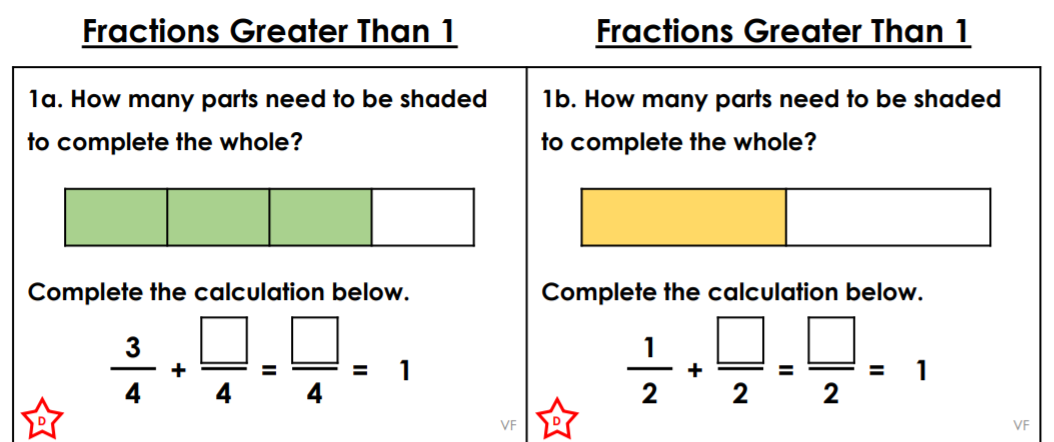 Fractions Greater Than 1
1a. How many parts need to be shaded
to complete the whole?
Complete the calculation below.
3/4 + □/4 = □/4 = 1
D
VF
Fractions Greater Than 1
1b. How many parts need to be shaded
to complete the whole?
Complete the calculation below.
1/2 + □/2 = □/2 = 1
D
VF